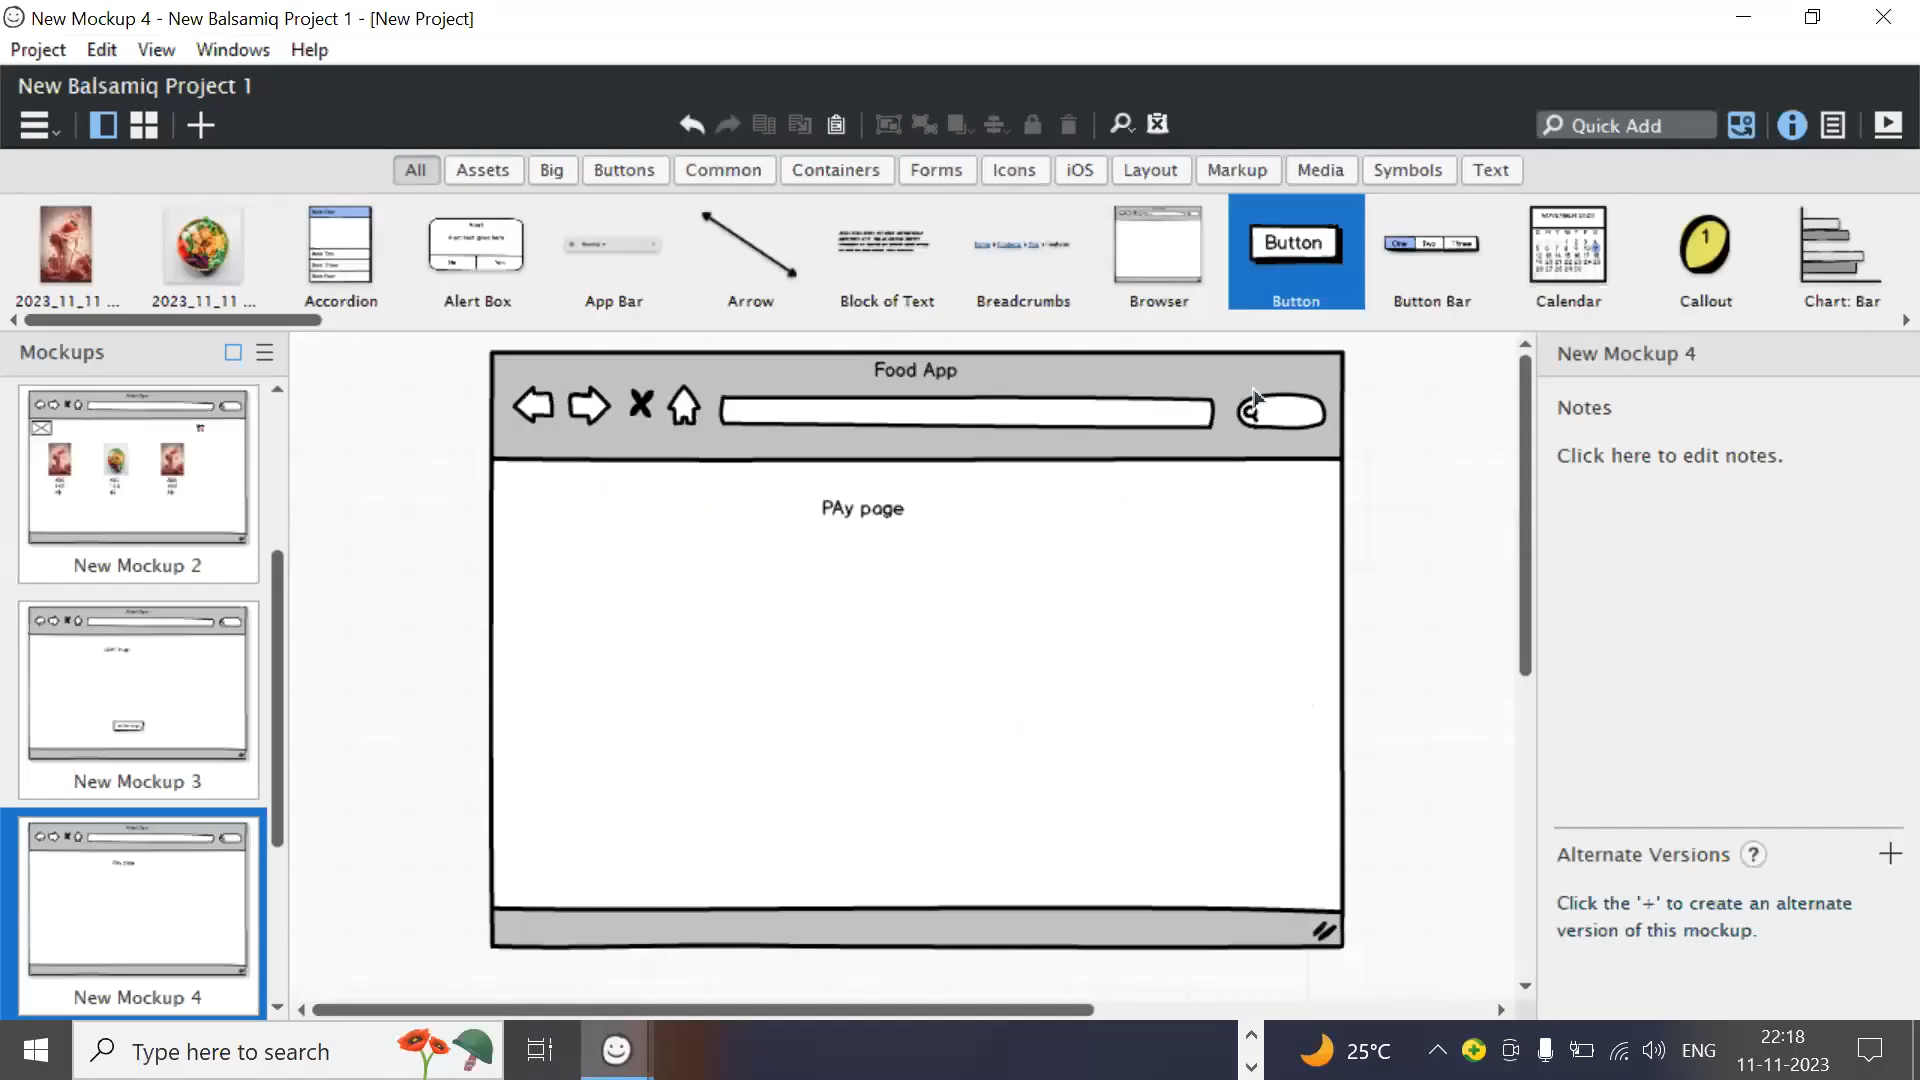 New Mockup 4 - New Balsamiq Project 1 - [New Project]
Project Edit View Windows Help
New Balsamiq Project 1
Quick Add
All Assets Big Buttons Common Containers Forms Icons iOS Layout Markup Media Symbols Text
Button
One Two Three
1
2023_11_11 ... 2023_11_11 ... Accordion Alert Box App Bar Arrow Block of Text Breadcrumbs Browser Button Button Bar Calendar Callout Chart: Bar
Mockups
New Mockup 2
New Mockup 3
New Mockup 4
Food App
PAy page
New Mockup 4
Notes
Click here to edit notes.
Alternate Versions ?
Click the '+' to create an alternate
version of this mockup.
Type here to search
25°C
ENG
22:18
11-11-2023